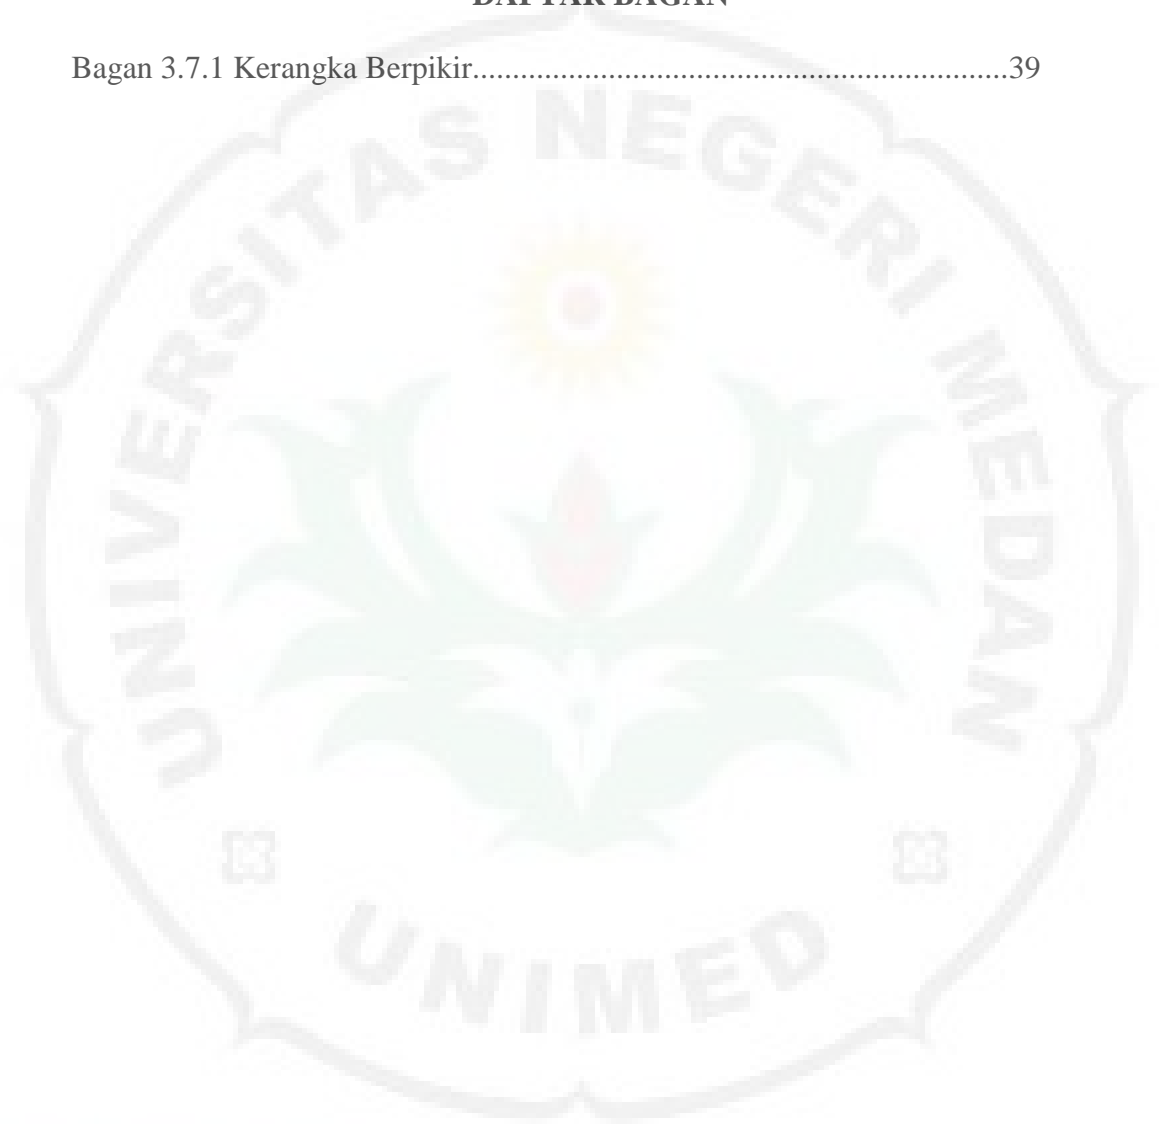 DAFTAR BAGAN
Bagan 3.7.1 Kerangka Berpikir..................................................................39
UNIVERSITAS NEGERI MEDAN
UNIMED